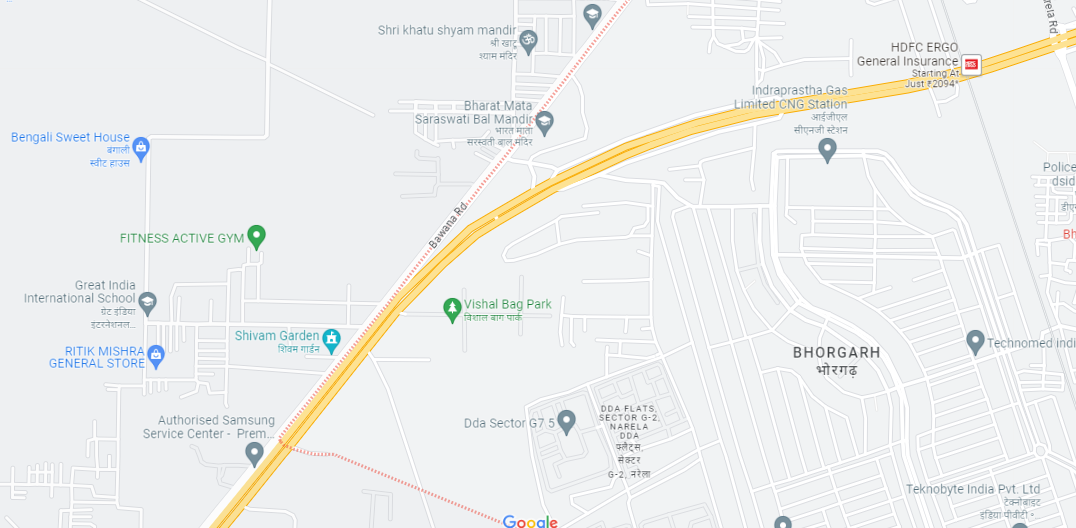 Shri khatu shyam mandir
श्री खाटू
श्याम मंदिर
HDFC ERGO
General Insurance
Starting At
Just ₹2094*
Indraprastha Gas
Limited CNG Station
आईजीएल
सीएनजी स्टेशन
Bharat Mata
Saraswati Bal Mandir
भारत माता
सरस्वती बाल मंदिर
Bengali Sweet House
बंगाली
स्वीट हाउस
Police
Bawana Rd
FITNESS ACTIVE GYM
Great India
International School
ग्रेट इंडिया
इंटरनेशनल...
Vishal Bag Park
विशाल बाग पार्क
Shivam Garden
शिवम गार्डन
RITIK MISHRA
GENERAL STORE
BHORGARH
भोरगढ़
Technomed indi
Authorised Samsung
Service Center - Prem...
Dda Sector G7 5
DDA FLATS,
SECTOR G-2,
NARELA
DDA
फ्लैट्स,
सेक्टर
G-2, नरेला
Teknobyte India Pvt. Ltd
टेक्नोबाइट
इंडिया पीवीटी॰
Google